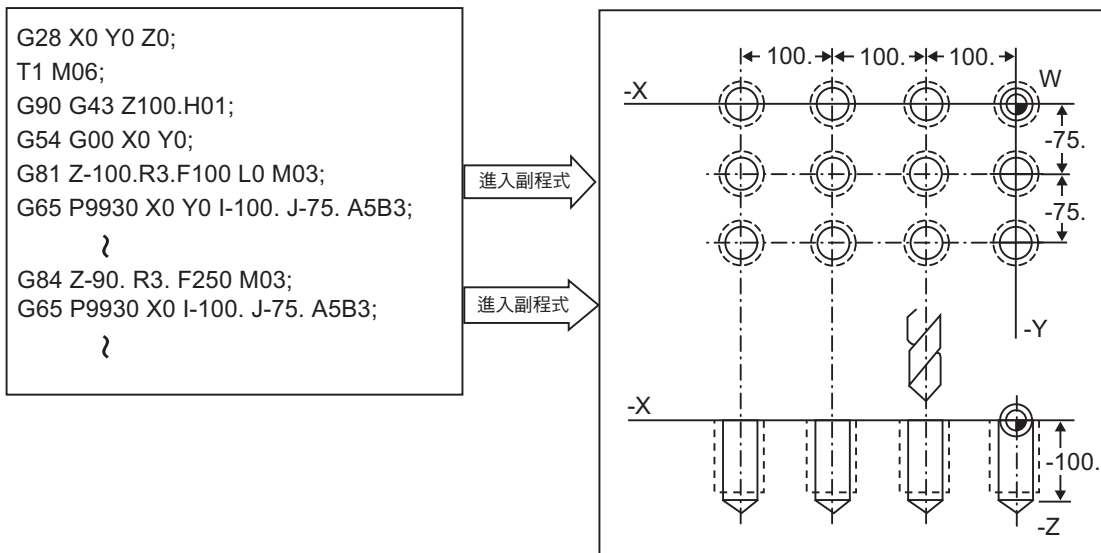 G28 X0 Y0 Z0;
T1 M06;
G90 G43 Z100.H01;
G54 G00 X0 Y0;
G81 Z-100.R3.F100 L0 M03;
G65 P9930 X0 Y0 I-100. J-75. A5B3;
~
G84 Z-90. R3. F250 M03;
G65 P9930 X0 I-100. J-75. A5B3;
~
進入副程式
進入副程式
100. 100. 100.
-X
W
-75.
-75.
-Y
-X
-100.
-Z